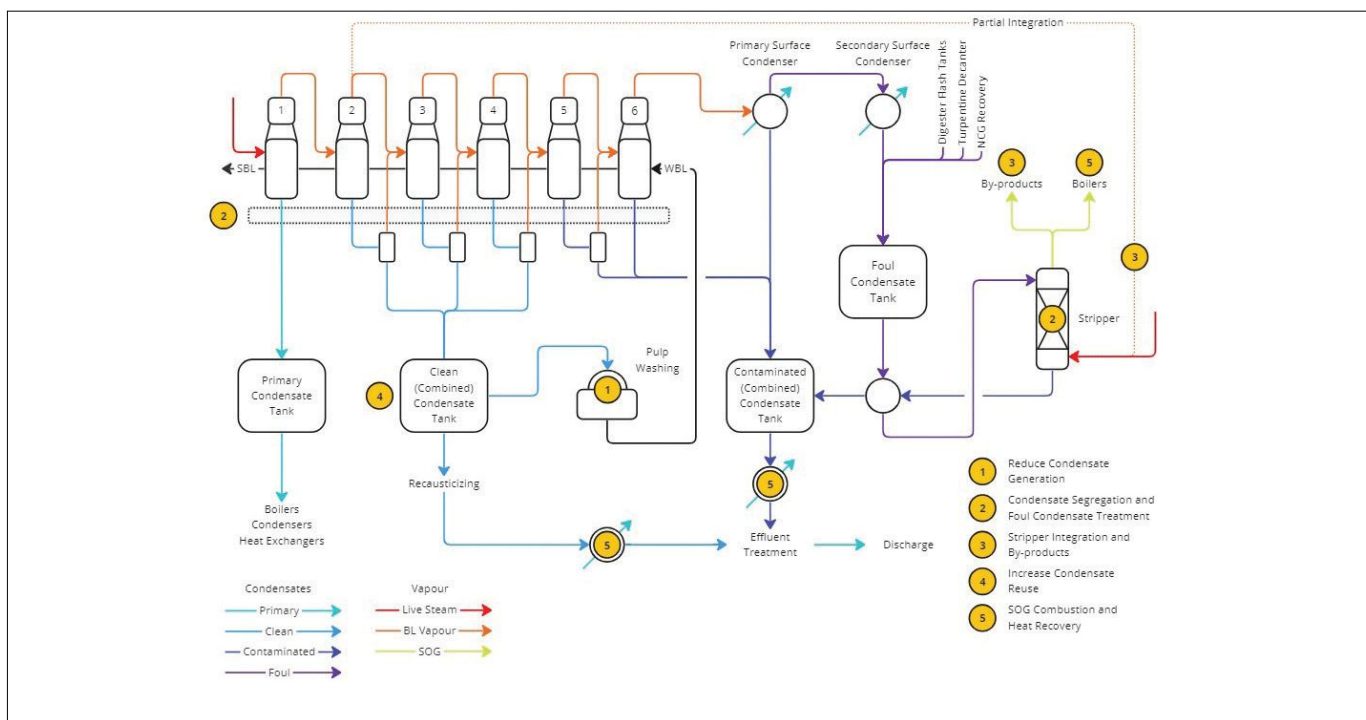 Partial Integration
Primary Surface
Condenser
Secondary Surface
Condenser
Digester Flash Tanks
Turpentine Decanter
NCG Recovery
1
2
3
4
5
6
3
By-products
5
Boilers
SBL
WBL
2
3
Foul
Condensate
Tank
2
Stripper
Primary
Condensate
Tank
4
Clean
(Combined)
Condensate
Tank
Pulp
Washing
1
Contaminated
(Combined)
Condensate
Tank
Recausticizing
5
Boilers
Condensers
Heat Exchangers
5
Effluent
Treatment
Discharge
1
Reduce Condensate
Generation
2
Condensate Segregation and
Foul Condensate Treatment
3
Stripper Integration and
By-products
4
Increase Condensate
Reuse
5
SOG Combustion and
Heat Recovery
Condensates
Primary
Clean
Contaminated
Foul
Vapour
Live Steam
BL Vapour
SOG